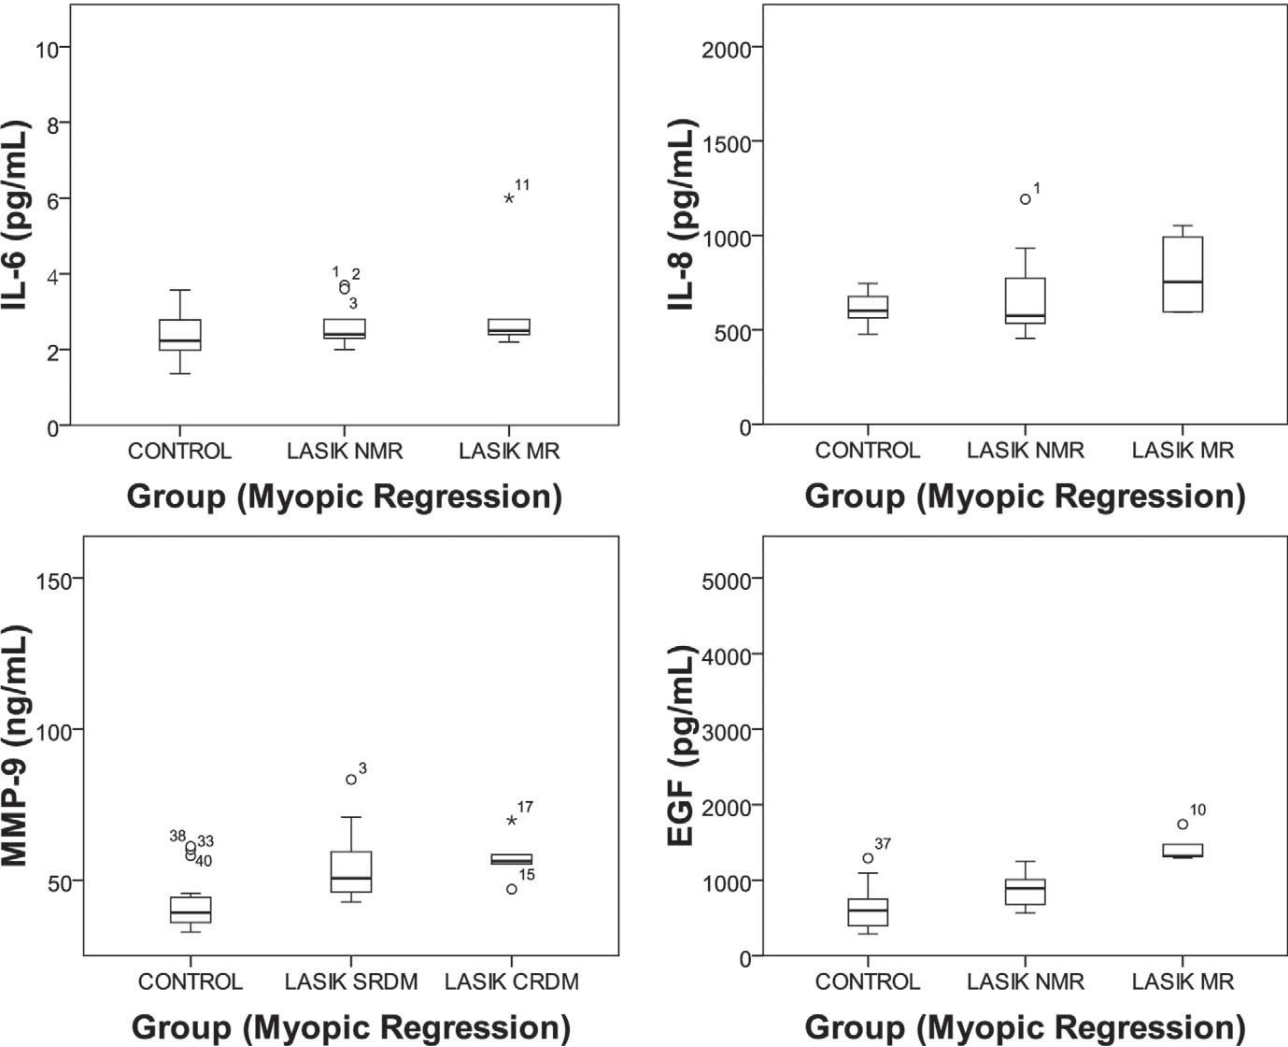 IL-6 (pg/mL)
10
8
6
4
2
0
11
1
2
3
CONTROL
LASIK NMR
LASIK MR
Group (Myopic Regression)
IL-8 (pg/mL)
2000
1500
1000
500
0
1
CONTROL
LASIK NMR
LASIK MR
Group (Myopic Regression)
MMP-9 (ng/mL)
150
100
50
38
33
40
3
17
15
CONTROL
LASIK SRDM
LASIK CRDM
Group (Myopic Regression)
EGF (pg/mL)
5000
4000
3000
2000
1000
0
37
10
CONTROL
LASIK NMR
LASIK MR
Group (Myopic Regression)